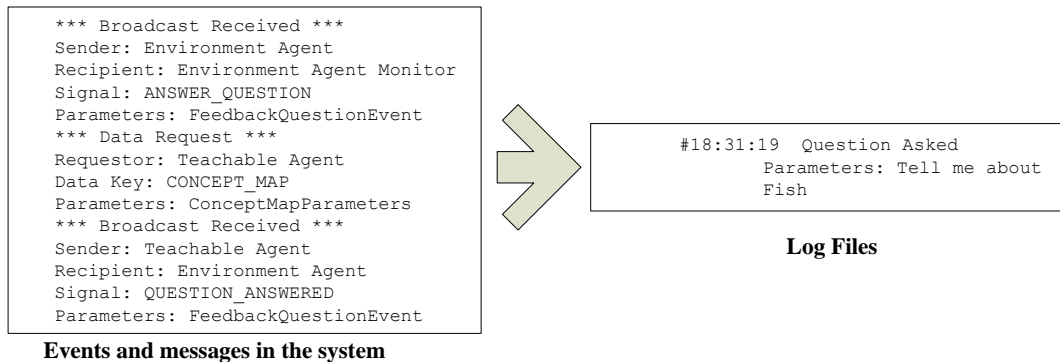 *** Broadcast Received ***
Sender: Environment Agent
Recipient: Environment Agent Monitor
Signal: ANSWER_QUESTION
Parameters: FeedbackQuestionEvent
*** Data Request ***
Requestor: Teachable Agent
Data Key: CONCEPT_MAP
Parameters: ConceptMapParameters
*** Broadcast Received ***
Sender: Teachable Agent
Recipient: Environment Agent
Signal: QUESTION_ANSWERED
Parameters: FeedbackQuestionEvent
Events and messages in the system
#18:31:19 Question Asked
Parameters: Tell me about
Fish
Log Files